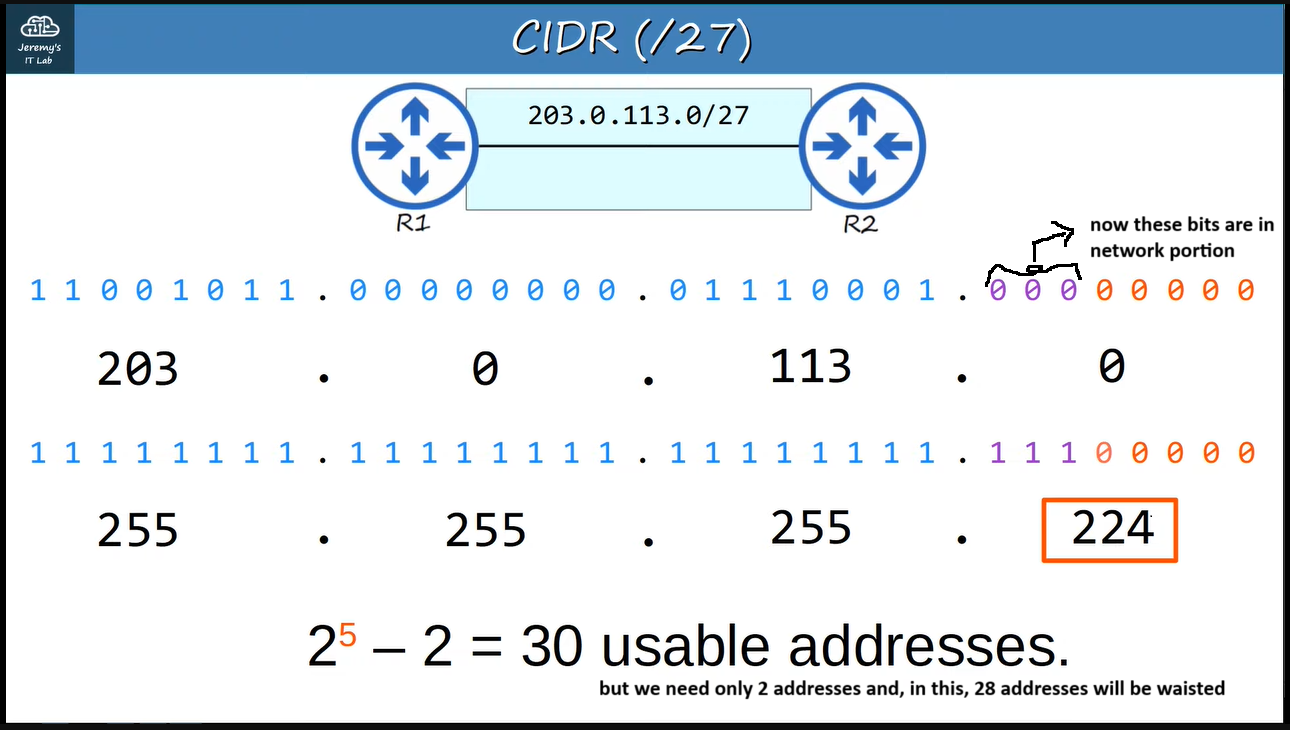 Jeremy's
IT Lab
CIDR (/27)
203.0.113.0/27
R1
R2
now these bits are in
network portion
1 1 0 0 1 0 1 1 . 0 0 0 0 0 0 0 0 . 0 1 1 1 0 0 0 1 . 0 0 0 0 0 0 0 0
203 . 0 . 113 . 0
1 1 1 1 1 1 1 1 . 1 1 1 1 1 1 1 1 . 1 1 1 1 1 1 1 1 . 1 1 1 0 0 0 0 0
255 . 255 . 255 . 224
2⁵ – 2 = 30 usable addresses.
but we need only 2 addresses and, in this, 28 addresses will be waisted